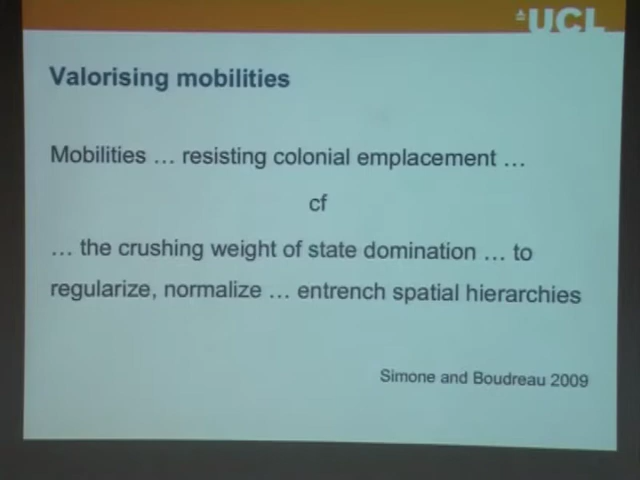 UCL
Valorising mobilities
Mobilities … resisting colonial emplacement …
cf
… the crushing weight of state domination … to
regularize, normalize … entrench spatial hierarchies
Simone and Boudreau 2009